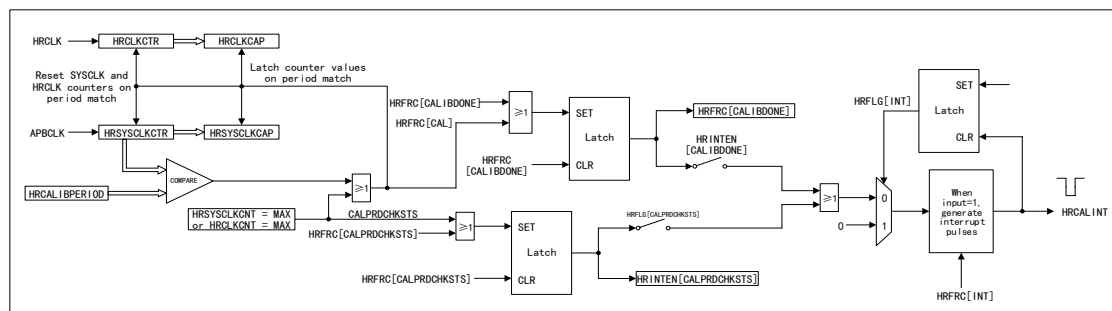 HRCLK
HRCLKCTR
HRCLKCAP
Reset SYSCLK and
HRCLK counters on
period match
Latch counter values
on period match
APBCLK
HRSYSCLKCTR
HRSYSCLKCAP
HRCALIBPERIOD
COMPARE
≥1
HRSYSCLKCNT = MAX
or HRCLKCNT = MAX
HRFRC[CALIBDONE]
HRFRC[CAL]
≥1
SET
Latch
CLR
HRFRC
[CALIBDONE]
HRFRC[CALIBDONE]
HRINTEN
[CALIBDONE]
CALPRDCHKSTS
HRFRC[CALPRDCHKSTS]
≥1
SET
Latch
CLR
HRFRC[CALPRDCHKSTS]
HRFLG[CALPRDCHKSTS]
HRINTEN[CALPRDCHKSTS]
≥1
0
0
1
HRFLG[INT]
SET
Latch
CLR
When
input=1,
generate
interrupt
pulses
HRFRC[INT]
HRCALINT